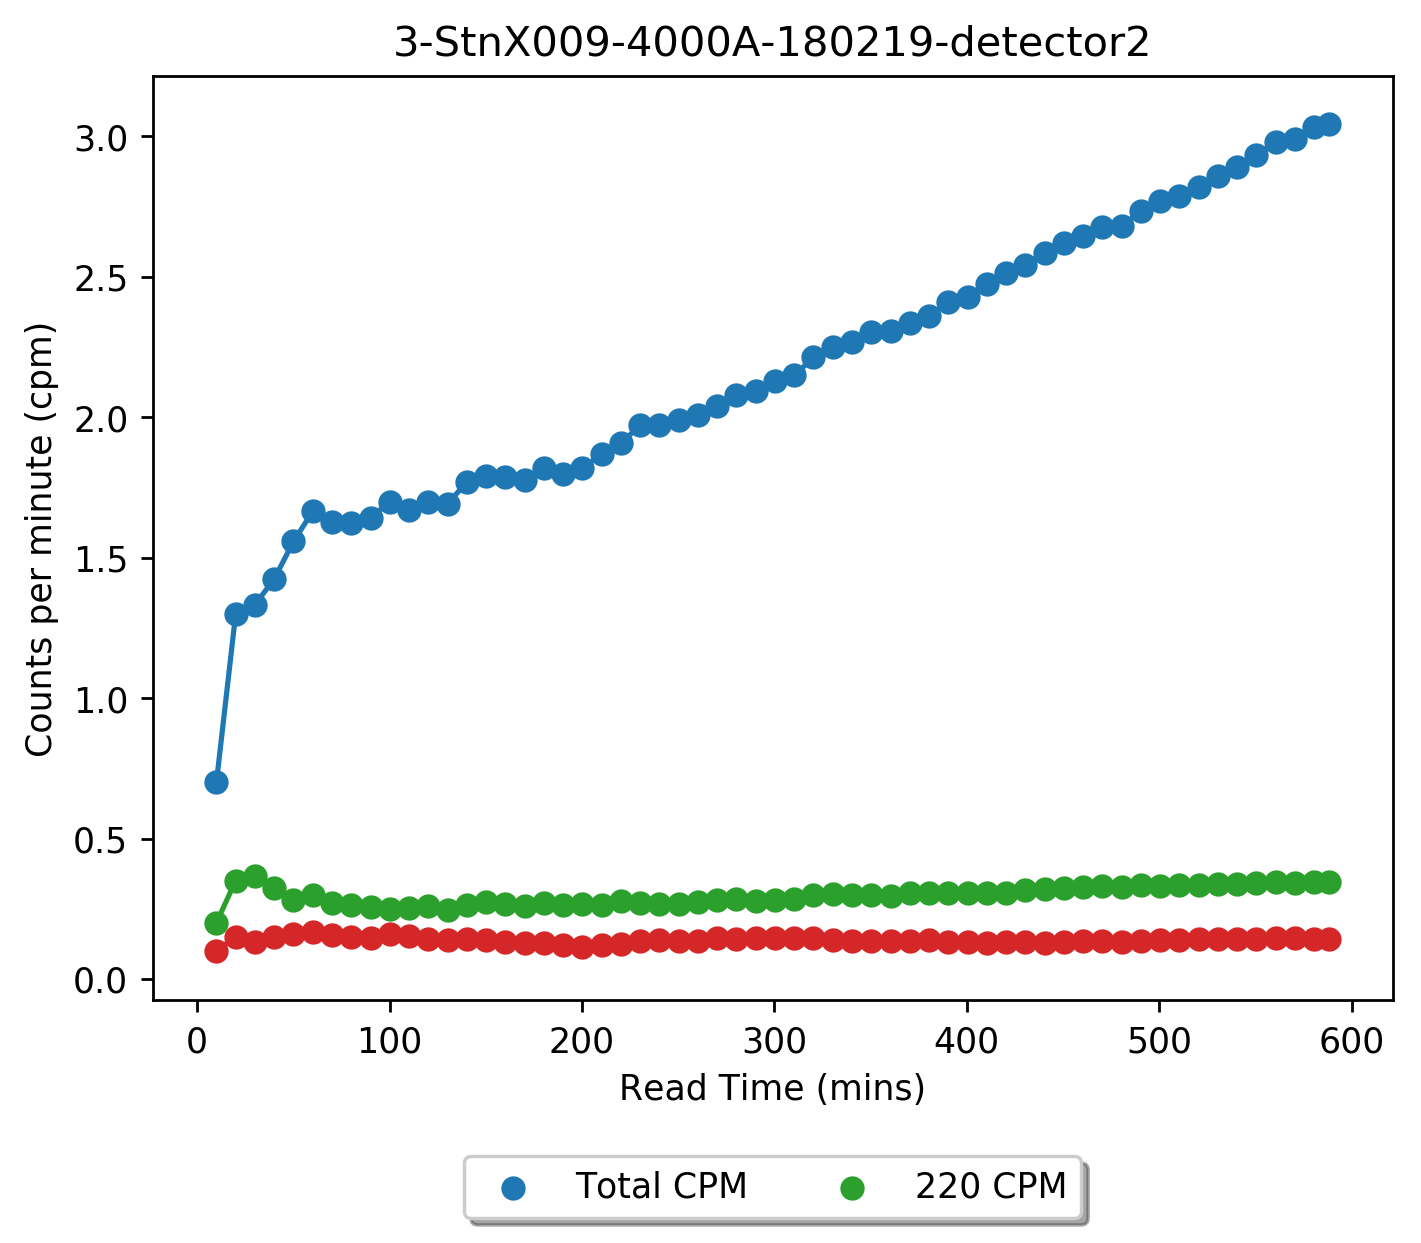 3-StnX009-4000A-180219-detector2
Counts per minute (cpm)
3.0
2.5
2.0
1.5
1.0
0.5
0.0
0 100 200 300 400 500 600
Read Time (mins)
Total CPM 220 CPM